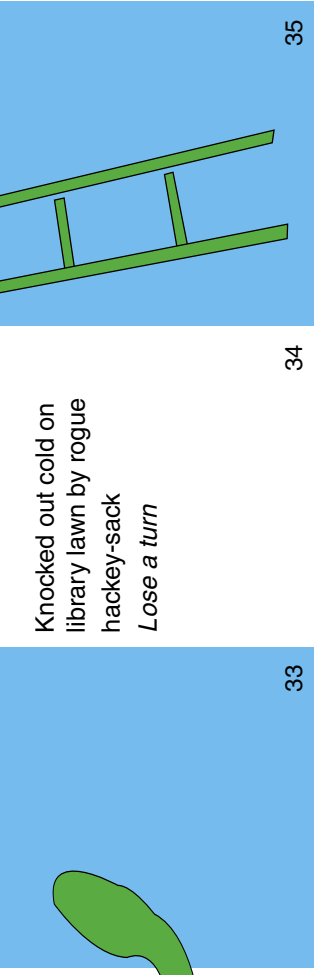 33
Knocked out cold on
library lawn by rogue
hackey-sack
Lose a turn
34
35